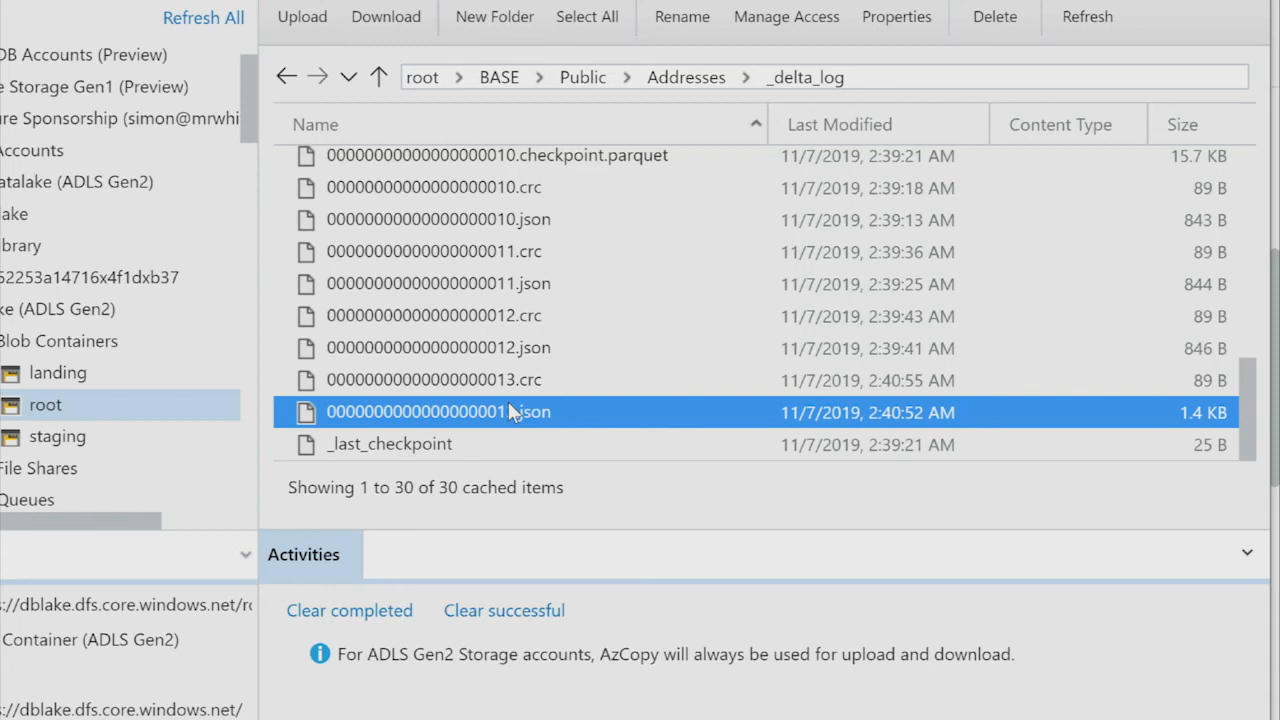 Refresh All
Upload Download New Folder Select All Rename Manage Access Properties Delete Refresh
DB Accounts (Preview)
e Storage Gen1 (Preview)
ure Sponsorship (simon@mrwhi
Accounts
atalake (ADLS Gen2)
lake
ibrary
52253a14716x4f1dxb37
ke (ADLS Gen2)
Blob Containers
landing
root
staging
File Shares
Queues
root > BASE > Public > Addresses > _delta_log
Name Last Modified Content Type Size
00000000000000000010.checkpoint.parquet 11/7/2019, 2:39:21 AM 15.7 KB
00000000000000000010.crc 11/7/2019, 2:39:18 AM 89 B
00000000000000000010.json 11/7/2019, 2:39:13 AM 843 B
00000000000000000011.crc 11/7/2019, 2:39:36 AM 89 B
00000000000000000011.json 11/7/2019, 2:39:25 AM 844 B
00000000000000000012.crc 11/7/2019, 2:39:43 AM 89 B
00000000000000000012.json 11/7/2019, 2:39:41 AM 846 B
00000000000000000013.crc 11/7/2019, 2:40:55 AM 89 B
11/7/2019, 2:40:52 AM 1.4 KB
_last_checkpoint 11/7/2019, 2:39:21 AM 25 B
Showing 1 to 30 of 30 cached items
Activities
Clear completed Clear successful
For ADLS Gen2 Storage accounts, AzCopy will always be used for upload and download.
s://dblake.dfs.core.windows.net/ro
Container (ADLS Gen2)
s://dblake.dfs.core.windows.net/